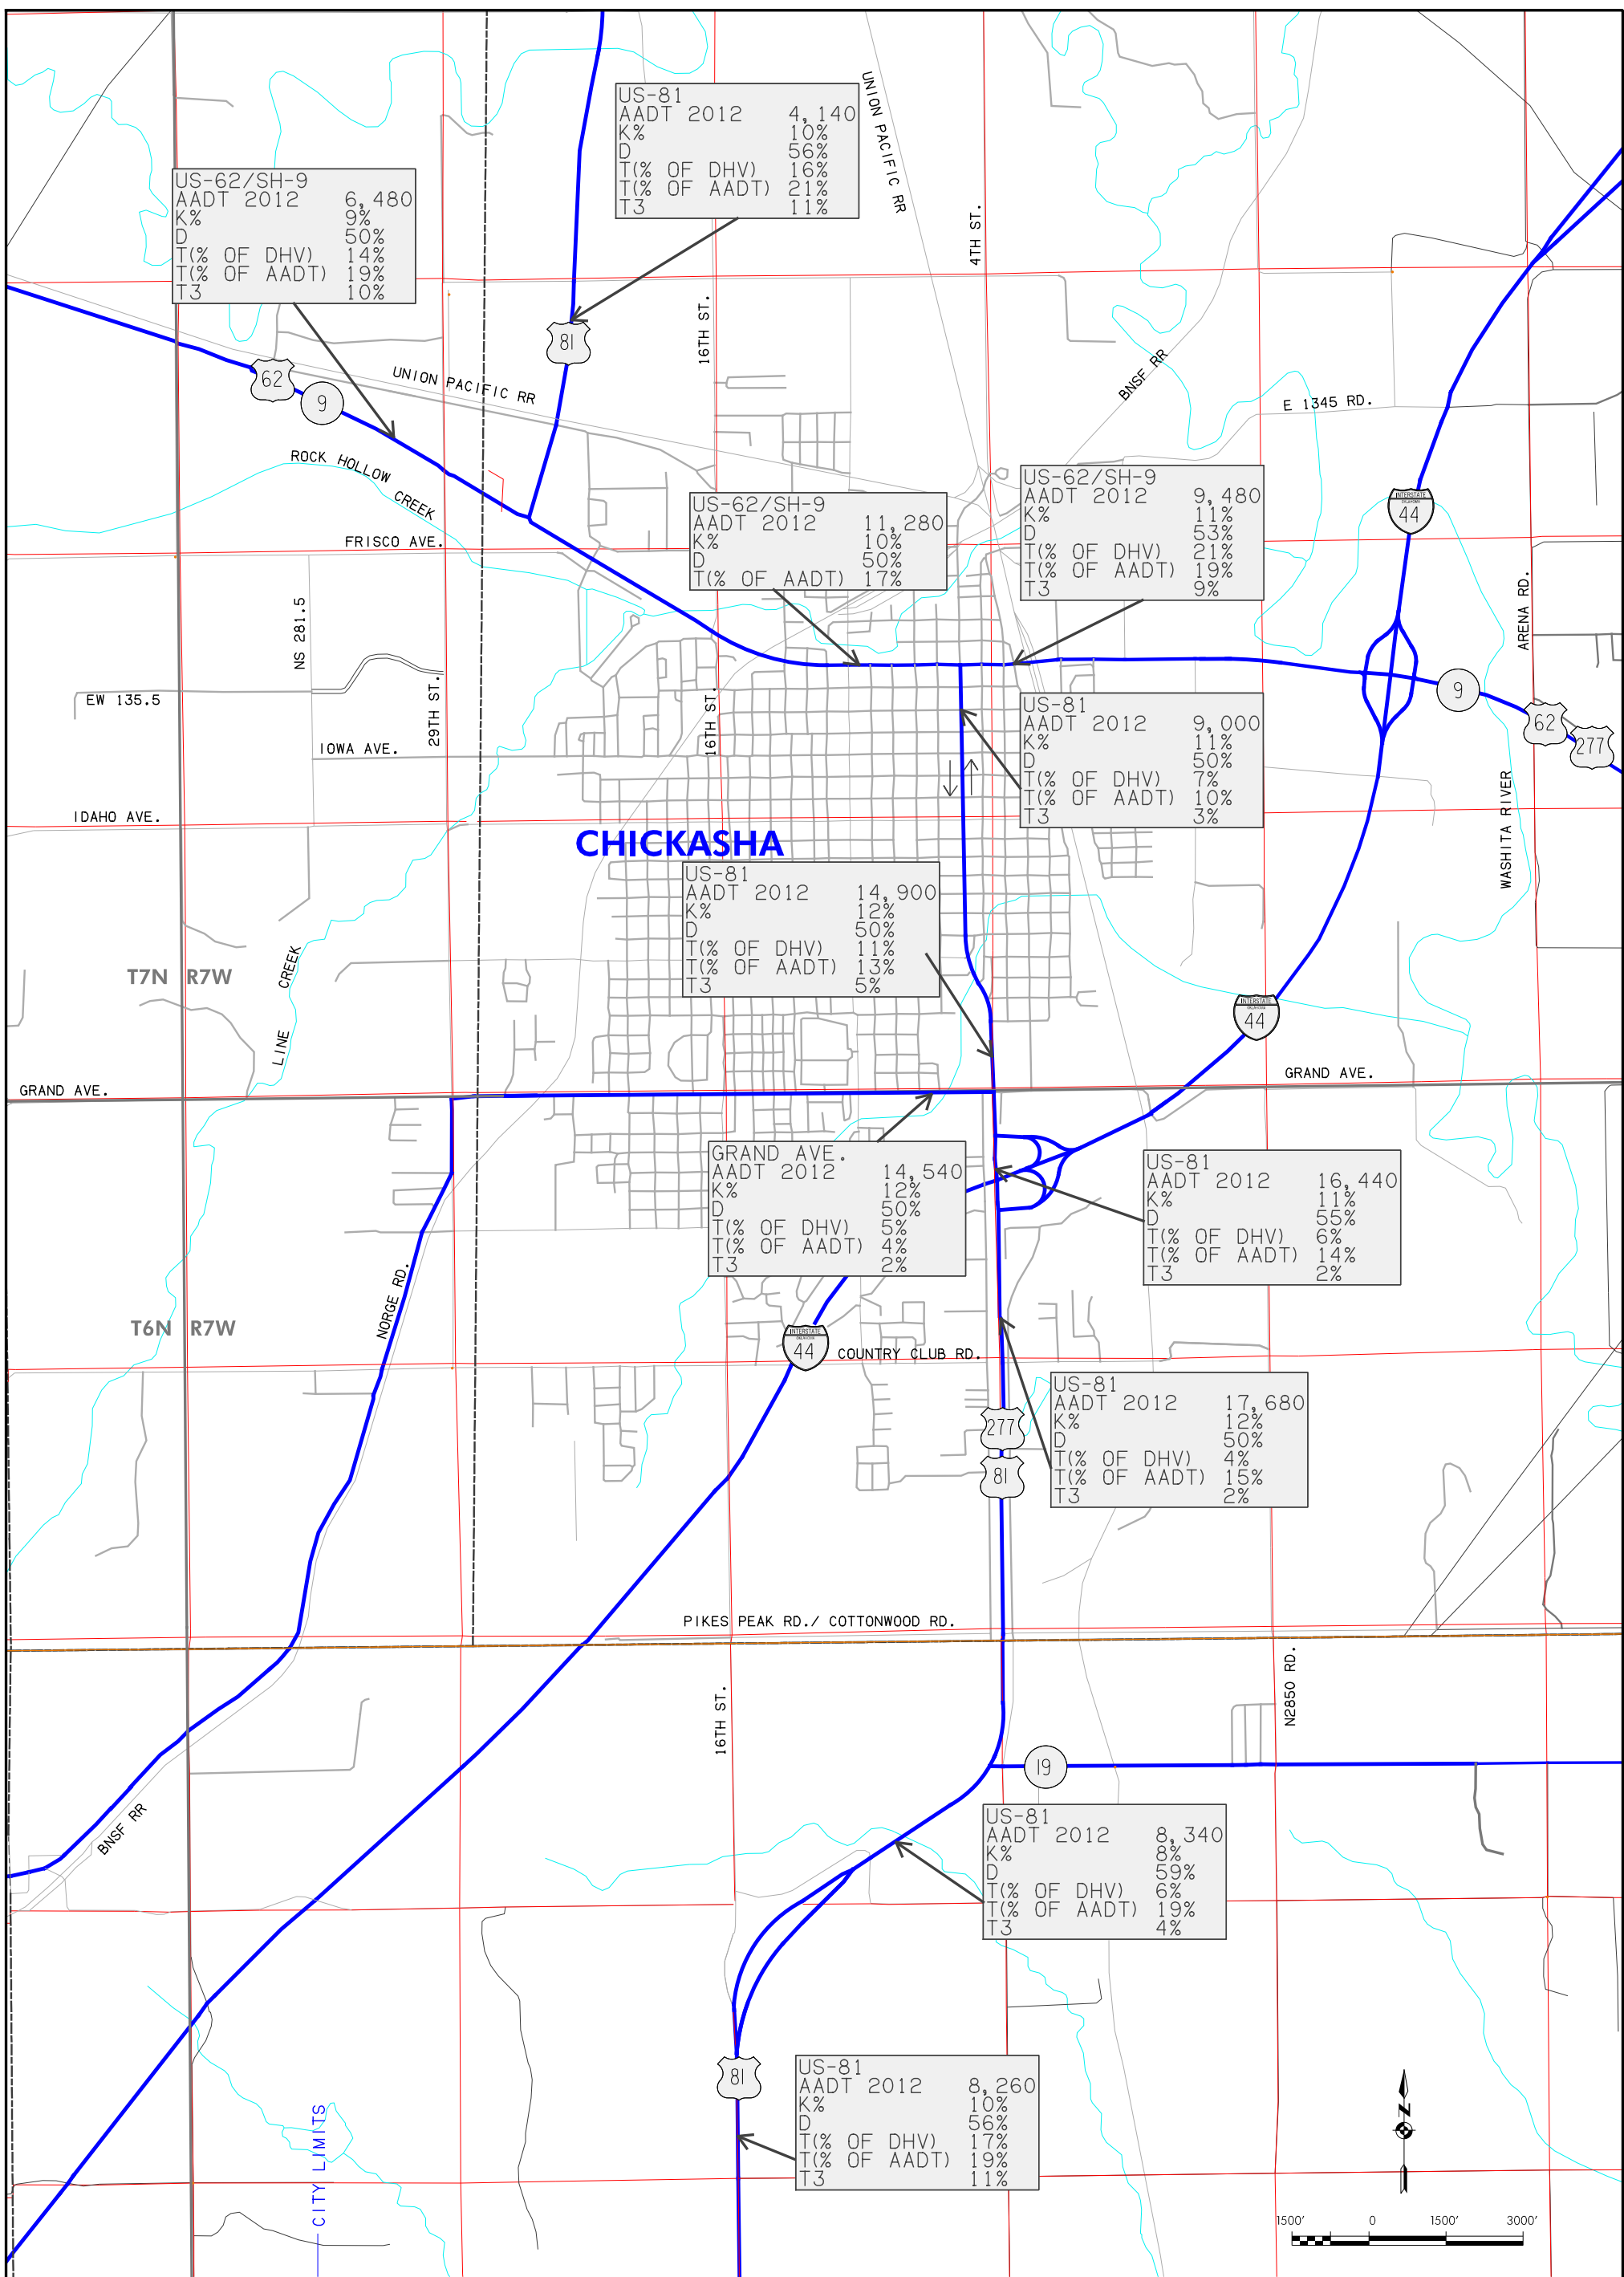 US-81
AADT 2012 4,140
K% 10%
D 56%
T(% OF DHV) 16%
T(% OF AADT) 21%
T3 11%
UNION PACIFIC RR
US-62/SH-9
AADT 2012 6,480
K% 9%
D 50%
T(% OF DHV) 14%
T(% OF AADT) 19%
T3 10%
4TH ST.
16TH ST.
81
62
9
UNION PACIFIC RR
BNSF RR
E 1345 RD.
ROCK HOLLOW
CREEK
FRISCO AVE.
US-62/SH-9
AADT 2012 11,280
K% 10%
D 50%
T(% OF AADT) 17%
US-62/SH-9
AADT 2012 9,480
K% 11%
D 53%
T(% OF DHV) 21%
T(% OF AADT) 19%
T3 9%
INTERSTATE
OKLAHOMA
44
ARENA RD.
NS 281.5
EW 135.5
29TH ST.
16TH ST.
IOWA AVE.
9
62
277
US-81
AADT 2012 9,000
K% 11%
D 50%
T(% OF DHV) 7%
T(% OF AADT) 10%
T3 3%
IDAHO AVE.
WASHITA RIVER
CHICKASHA
US-81
AADT 2012 14,900
K% 12%
D 50%
T(% OF DHV) 11%
T(% OF AADT) 13%
T3 5%
T7N R7W
LINE CREEK
INTERSTATE
OKLAHOMA
44
GRAND AVE.
GRAND AVE.
GRAND AVE.
AADT 2012 14,540
K% 12%
D 50%
T(% OF DHV) 5%
T(% OF AADT) 4%
T3 2%
US-81
AADT 2012 16,440
K% 11%
D 55%
T(% OF DHV) 6%
T(% OF AADT) 14%
T3 2%
T6N R7W
NORGE RD.
INTERSTATE
OKLAHOMA
44
COUNTRY CLUB RD.
US-81
AADT 2012 17,680
K% 12%
D 50%
T(% OF DHV) 4%
T(% OF AADT) 15%
T3 2%
277
81
PIKES PEAK RD./ COTTONWOOD RD.
16TH ST.
N2850 RD.
19
BNSF RR
US-81
AADT 2012 8,340
K% 8%
D 59%
T(% OF DHV) 6%
T(% OF AADT) 19%
T3 4%
81
US-81
AADT 2012 8,260
K% 10%
D 56%
T(% OF DHV) 17%
T(% OF AADT) 19%
T3 11%
CITY LIMITS
N
1500' 0 1500' 3000'